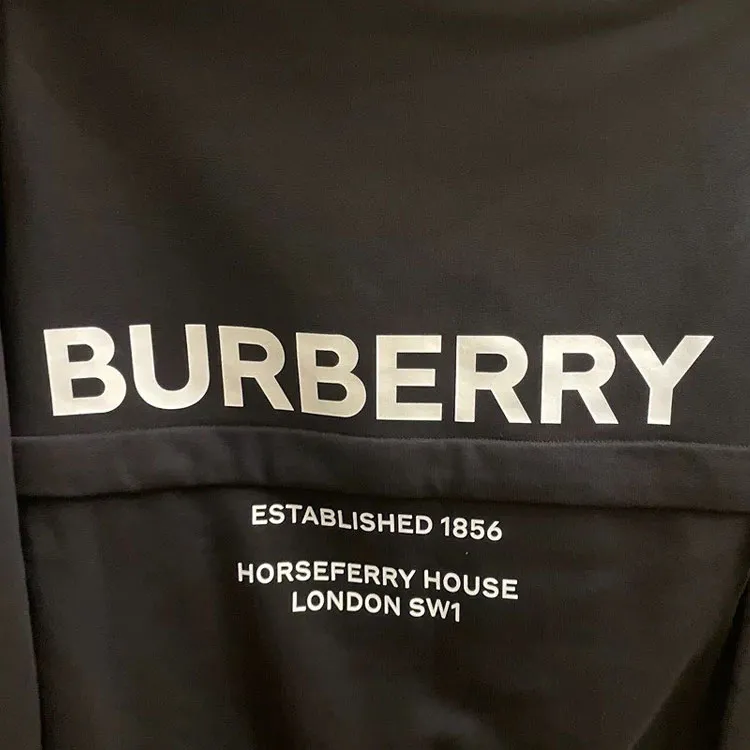 BURBERRY
ESTABLISHED 1856
HORSEFERRY HOUSE
LONDON SW1